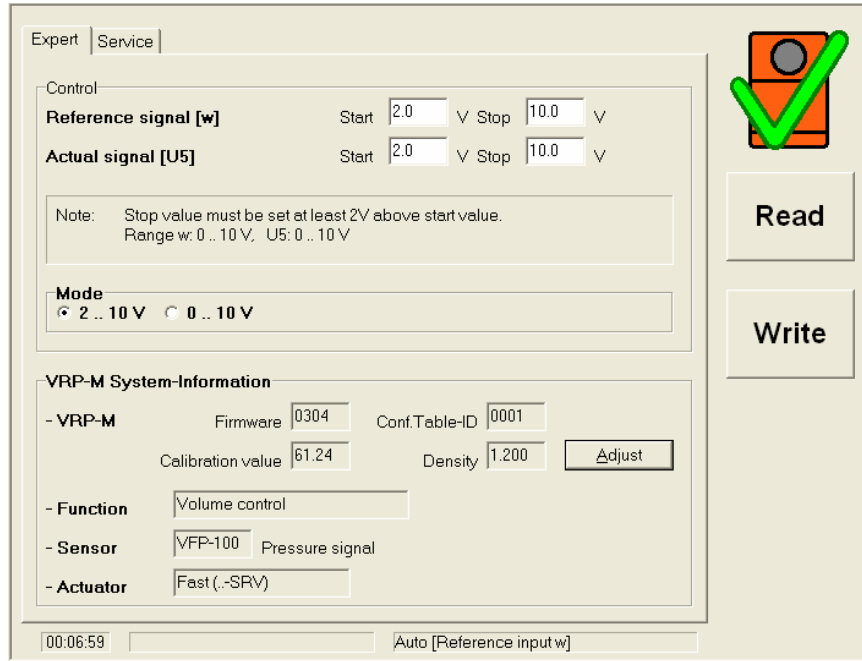 Expert Service
Control
Reference signal [w] Start 2.0 V Stop 10.0 V
Actual signal [U5] Start 2.0 V Stop 10.0 V
Note: Stop value must be set at least 2V above start value.
Range w: 0 .. 10 V, U5: 0 .. 10 V
Mode
2 .. 10 V 0 .. 10 V
Read
Write
VRP-M System-Information
- VRP-M Firmware 0304 Conf.Table-ID 0001
Calibration value 61.24 Density 1.200 Adjust
- Function Volume control
- Sensor VFP-100 Pressure signal
- Actuator Fast (..-SRV)
00:06:59 Auto [Reference input w]